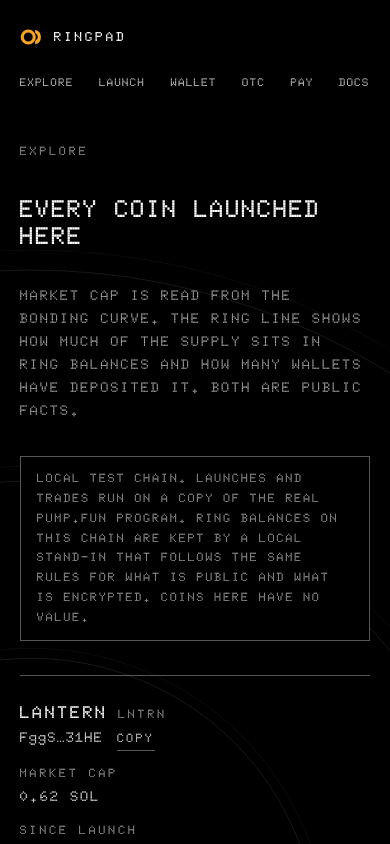 RINGPAD
EXPLORE LAUNCH WALLET OTC PAY DOCS
EXPLORE
EVERY COIN LAUNCHED
HERE
MARKET CAP IS READ FROM THE
BONDING CURVE. THE RING LINE SHOWS
HOW MUCH OF THE SUPPLY SITS IN
RING BALANCES AND HOW MANY WALLETS
HAVE DEPOSITED IT. BOTH ARE PUBLIC
FACTS.
LOCAL TEST CHAIN. LAUNCHES AND
TRADES RUN ON A COPY OF THE REAL
PUMP.FUN PROGRAM. RING BALANCES ON
THIS CHAIN ARE KEPT BY A LOCAL
STAND-IN THAT FOLLOWS THE SAME
RULES FOR WHAT IS PUBLIC AND WHAT
IS ENCRYPTED. COINS HERE HAVE NO
VALUE.
LANTERN LNTRN
FggS…31HE COPY
MARKET CAP
0.62 SOL
SINCE LAUNCH